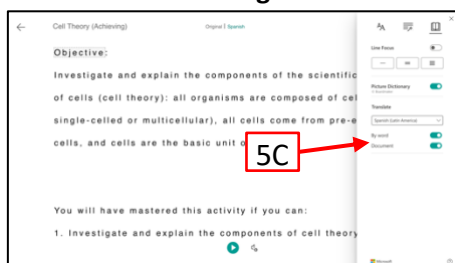 Cell Theory (Achieving)
Original | Spanish
Objective:
Investigate and explain the components of the scientific
of cells (cell theory): all organisms are composed of cel
single-celled or multicellular), all cells come from pre-e
cells, and cells are the basic unit o
5C
You will have mastered this activity if you can:
1. Investigate and explain the components of cell theory
Line Focus
Picture Dictionary
Translate
Spanish (Latin America)
By word
Document
Microsoft